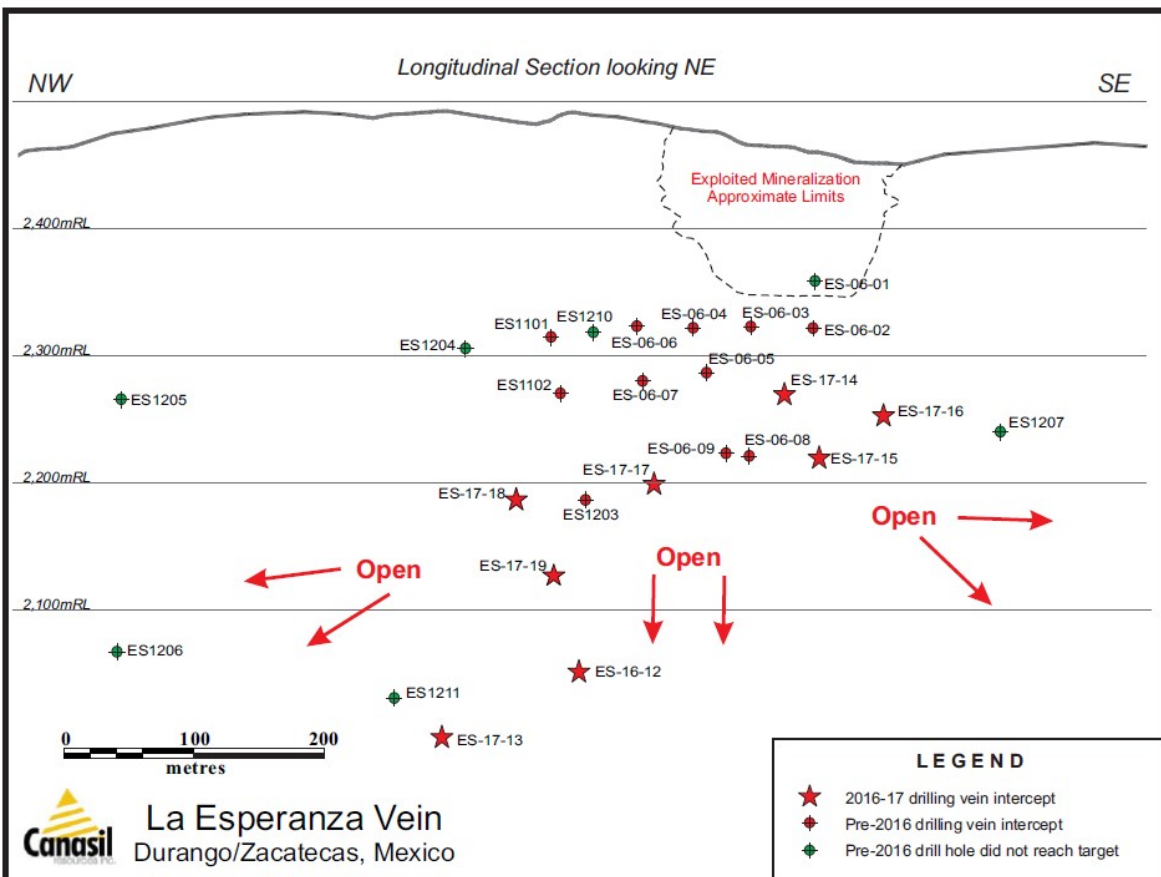 Longitudinal Section looking NE
NW
SE
Exploited Mineralization
Approximate Limits
2,400mRL
ES-06-01
ES1101
ES1210
ES-06-04
ES-06-03
ES-06-02
ES1204
ES-06-06
2,300mRL
ES-06-05
ES1102
ES-06-07
ES-17-14
ES1205
ES-17-16
ES1207
ES-06-09
ES-06-08
ES-17-15
ES-17-17
2,200mRL
ES-17-18
ES1203
Open
Open
ES-17-19
Open
2,100mRL
ES1206
ES-16-12
ES1211
ES-17-13
0 100 200
metres
LEGEND
2016-17 drilling vein intercept
Pre-2016 drilling vein intercept
Pre-2016 drill hole did not reach target
Canasil
RESOURCES INC.
La Esperanza Vein
Durango/Zacatecas, Mexico